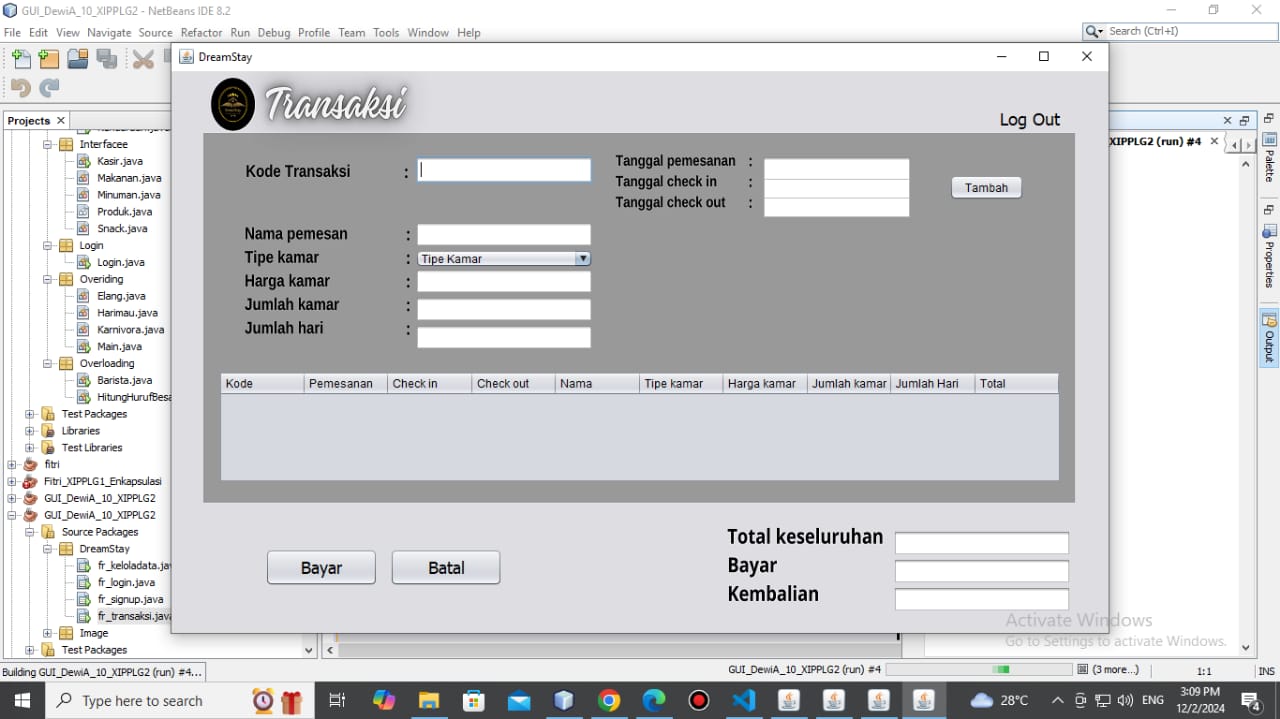 GUI_DewiA_10_XIPPLG2 - NetBeans IDE 8.2
File Edit View Navigate Source Refactor Run Debug Profile Team Tools Window Help
Search (Ctrl+I)
DreamStay
Transaksi
Log Out
Projects
XIPPLG2 (run) #4
Interfacee
Kasir.java
Makanan.java
Minuman.java
Produk.java
Snack.java
Login
Login.java
Overiding
Elang.java
Harimau.java
Karnivora.java
Main.java
Overloading
Barista.java
HitungHurufBesa
Test Packages
Libraries
Test Libraries
fitri
Fitri_XIPPLG1_Enkapsulasi
GUI_DewiA_10_XIPPLG2
GUI_DewiA_10_XIPPLG2
Source Packages
DreamStay
fr_keloladata.jav
fr_login.java
fr_signup.java
fr_transaksi.java
Image
Test Packages
Kode Transaksi :
Tanggal pemesanan :
Tanggal check in :
Tanggal check out :
Tambah
Nama pemesan :
Tipe kamar : Tipe Kamar
Harga kamar :
Jumlah kamar :
Jumlah hari :
Kode Pemesanan Check in Check out Nama Tipe kamar Harga kamar Jumlah kamar Jumlah Hari Total
Bayar Batal
Total keseluruhan
Bayar
Kembalian
Palette
Properties
Output
Activate Windows
Go to Settings to activate Windows.
Building GUI_DewiA_10_XIPPLG2 (run) #4...
GUI_DewiA_10_XIPPLG2 (run) #4
(3 more...)
1:1
INS
Type here to search
28°C
ENG
3:09 PM
12/2/2024
4